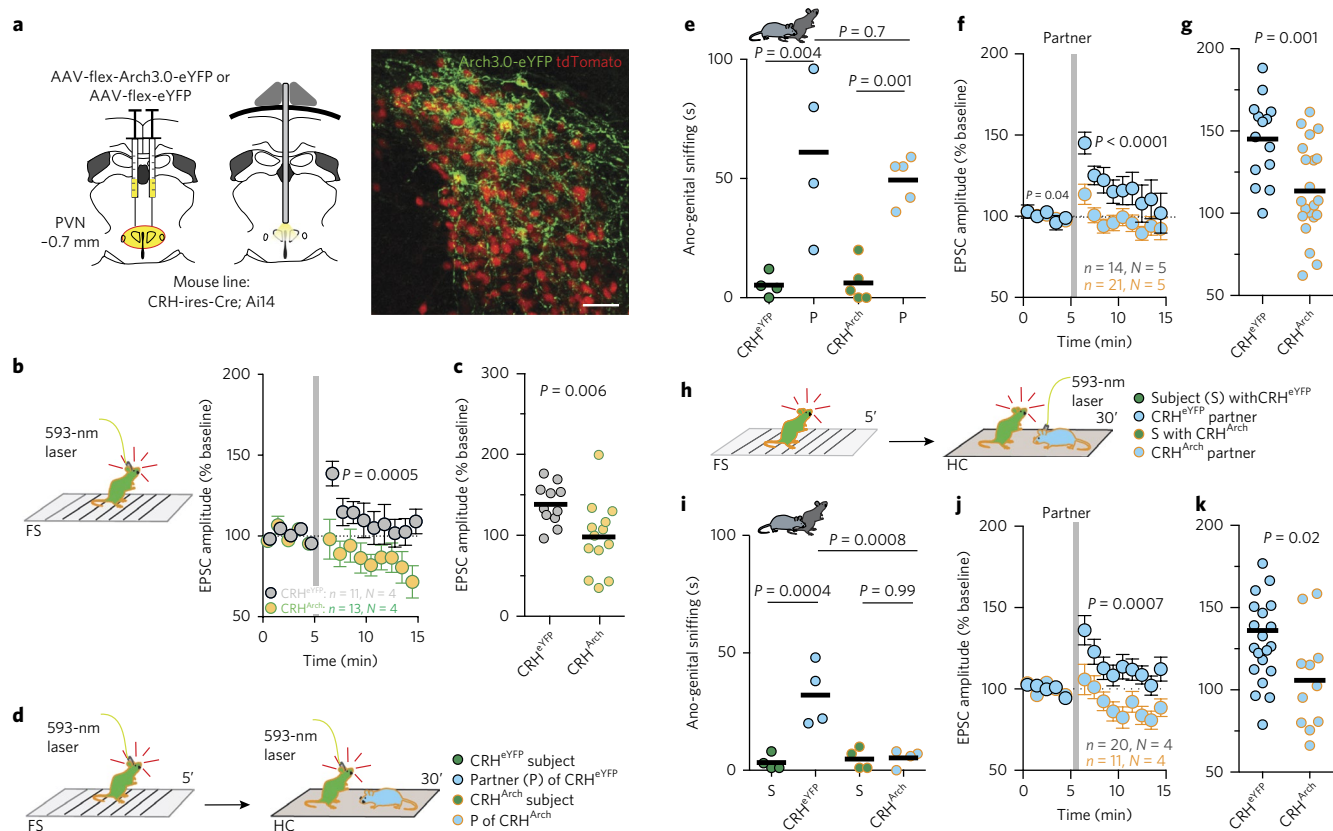 a
AAV-flex-Arch3.0-eYFP or
AAV-flex-eYFP
PVN
–0.7 mm
Mouse line:
CRH-ires-Cre; Ai14
Arch3.0-eYFP tdTomato
b
593-nm
laser
FS
EPSC amplitude (% baseline)
200
150
100
50
P = 0.0005
CRHeYFP: n = 11, N = 4
CRHArch: n = 13, N = 4
0 5 10 15
Time (min)
c
EPSC amplitude (% baseline)
300
200
100
0
P = 0.006
CRHeYFP
CRHArch
d
593-nm
laser
5′
FS
593-nm
laser
30′
HC
CRHeYFP subject
Partner (P) of CRHeYFP
CRHArch subject
P of CRHArch
e
Ano-genital sniffing (s)
100
50
0
P = 0.7
P = 0.004
P = 0.001
CRHeYFP
P
CRHArch
P
f
Partner
EPSC amplitude (% baseline)
200
150
100
50
P < 0.0001
P = 0.04
n = 14, N = 5
n = 21, N = 5
0 5 10 15
Time (min)
g
200
150
100
50
P = 0.001
CRHeYFP
CRHArch
h
5′
FS
593-nm
laser
30′
HC
Subject (S) withCRHeYFP
CRHeYFP partner
S with CRHArch
CRHArch partner
i
Ano-genital sniffing (s)
100
50
0
P = 0.0008
P = 0.0004
P = 0.99
S
CRHeYFP
S
CRHArch
j
Partner
EPSC amplitude (% baseline)
200
150
100
50
P = 0.0007
n = 20, N = 4
n = 11, N = 4
0 5 10 15
Time (min)
k
200
150
100
50
P = 0.02
CRHeYFP
CRHArch